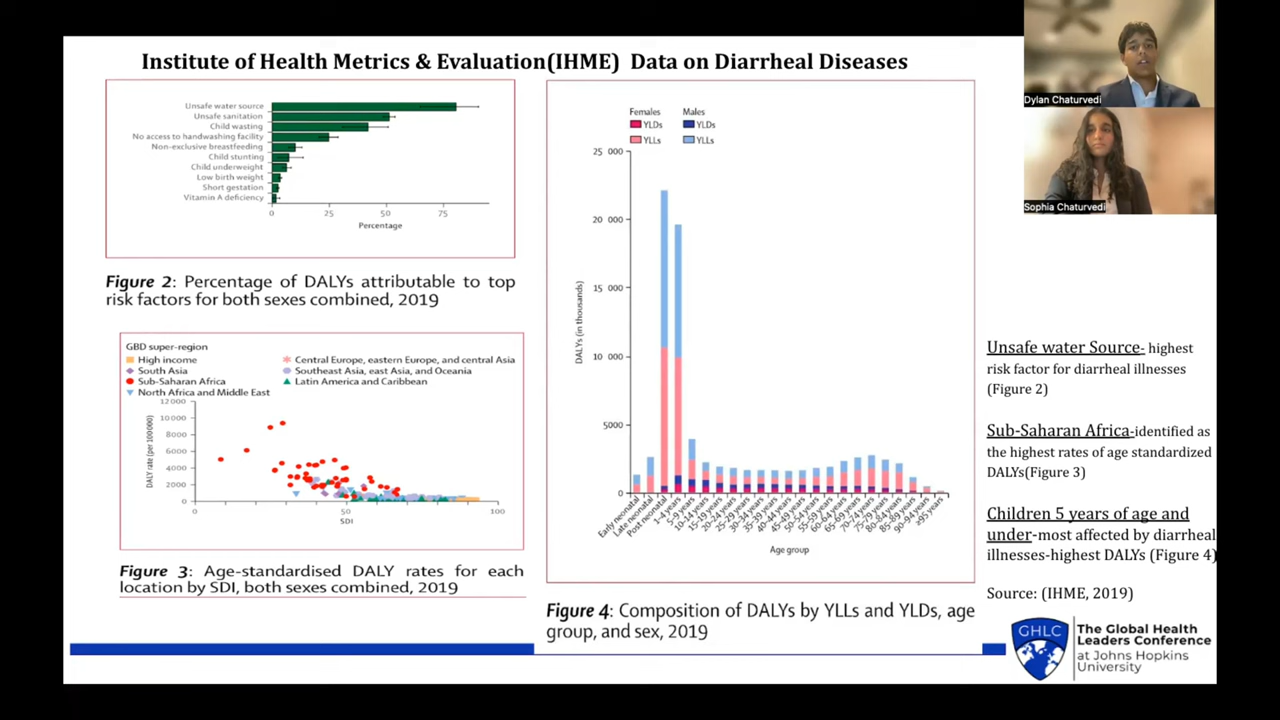 Institute of Health Metrics & Evaluation(IHME) Data on Diarrheal Diseases
Unsafe water source
Unsafe sanitation
Child wasting
No access to handwashing facility
Non-exclusive breastfeeding
Child stunting
Child underweight
Low birth weight
Short gestation
Vitamin A deficiency
0 25 50 75
Percentage
Figure 2: Percentage of DALYs attributable to top
risk factors for both sexes combined, 2019
GBD super-region
High income
South Asia
Sub-Saharan Africa
North Africa and Middle East
Central Europe, eastern Europe, and central Asia
Southeast Asia, east Asia, and Oceania
Latin America and Caribbean
12 000
10 000
8000
6000
4000
2000
0
DALY rate (per 100 000)
0 50 100
SDI
Figure 3: Age-standardised DALY rates for each
location by SDI, both sexes combined, 2019
Females Males
YLDs YLDs
YLLs YLLs
25 000
20 000
15 000
10 000
5000
0
DALYs (in thousands)
Early neonatal
Late neonatal
Post neonatal
1-4 years
5-9 years
10-14 years
15-19 years
20-24 years
25-29 years
30-34 years
35-39 years
40-44 years
45-49 years
50-54 years
55-59 years
60-64 years
65-69 years
70-74 years
75-79 years
80-84 years
85-89 years
90-94 years
≥95 years
Age group
Figure 4: Composition of DALYs by YLLs and YLDs, age
group, and sex, 2019
Dylan Chaturvedi
Sophia Chaturvedi
Unsafe water Source- highest
risk factor for diarrheal illnesses
(Figure 2)
Sub-Saharan Africa-identified as
the highest rates of age standardized
DALYs(Figure 3)
Children 5 years of age and
under-most affected by diarrheal
illnesses-highest DALYs (Figure 4)
Source: (IHME, 2019)
GHLC
The Global Health
Leaders Conference
at Johns Hopkins
University